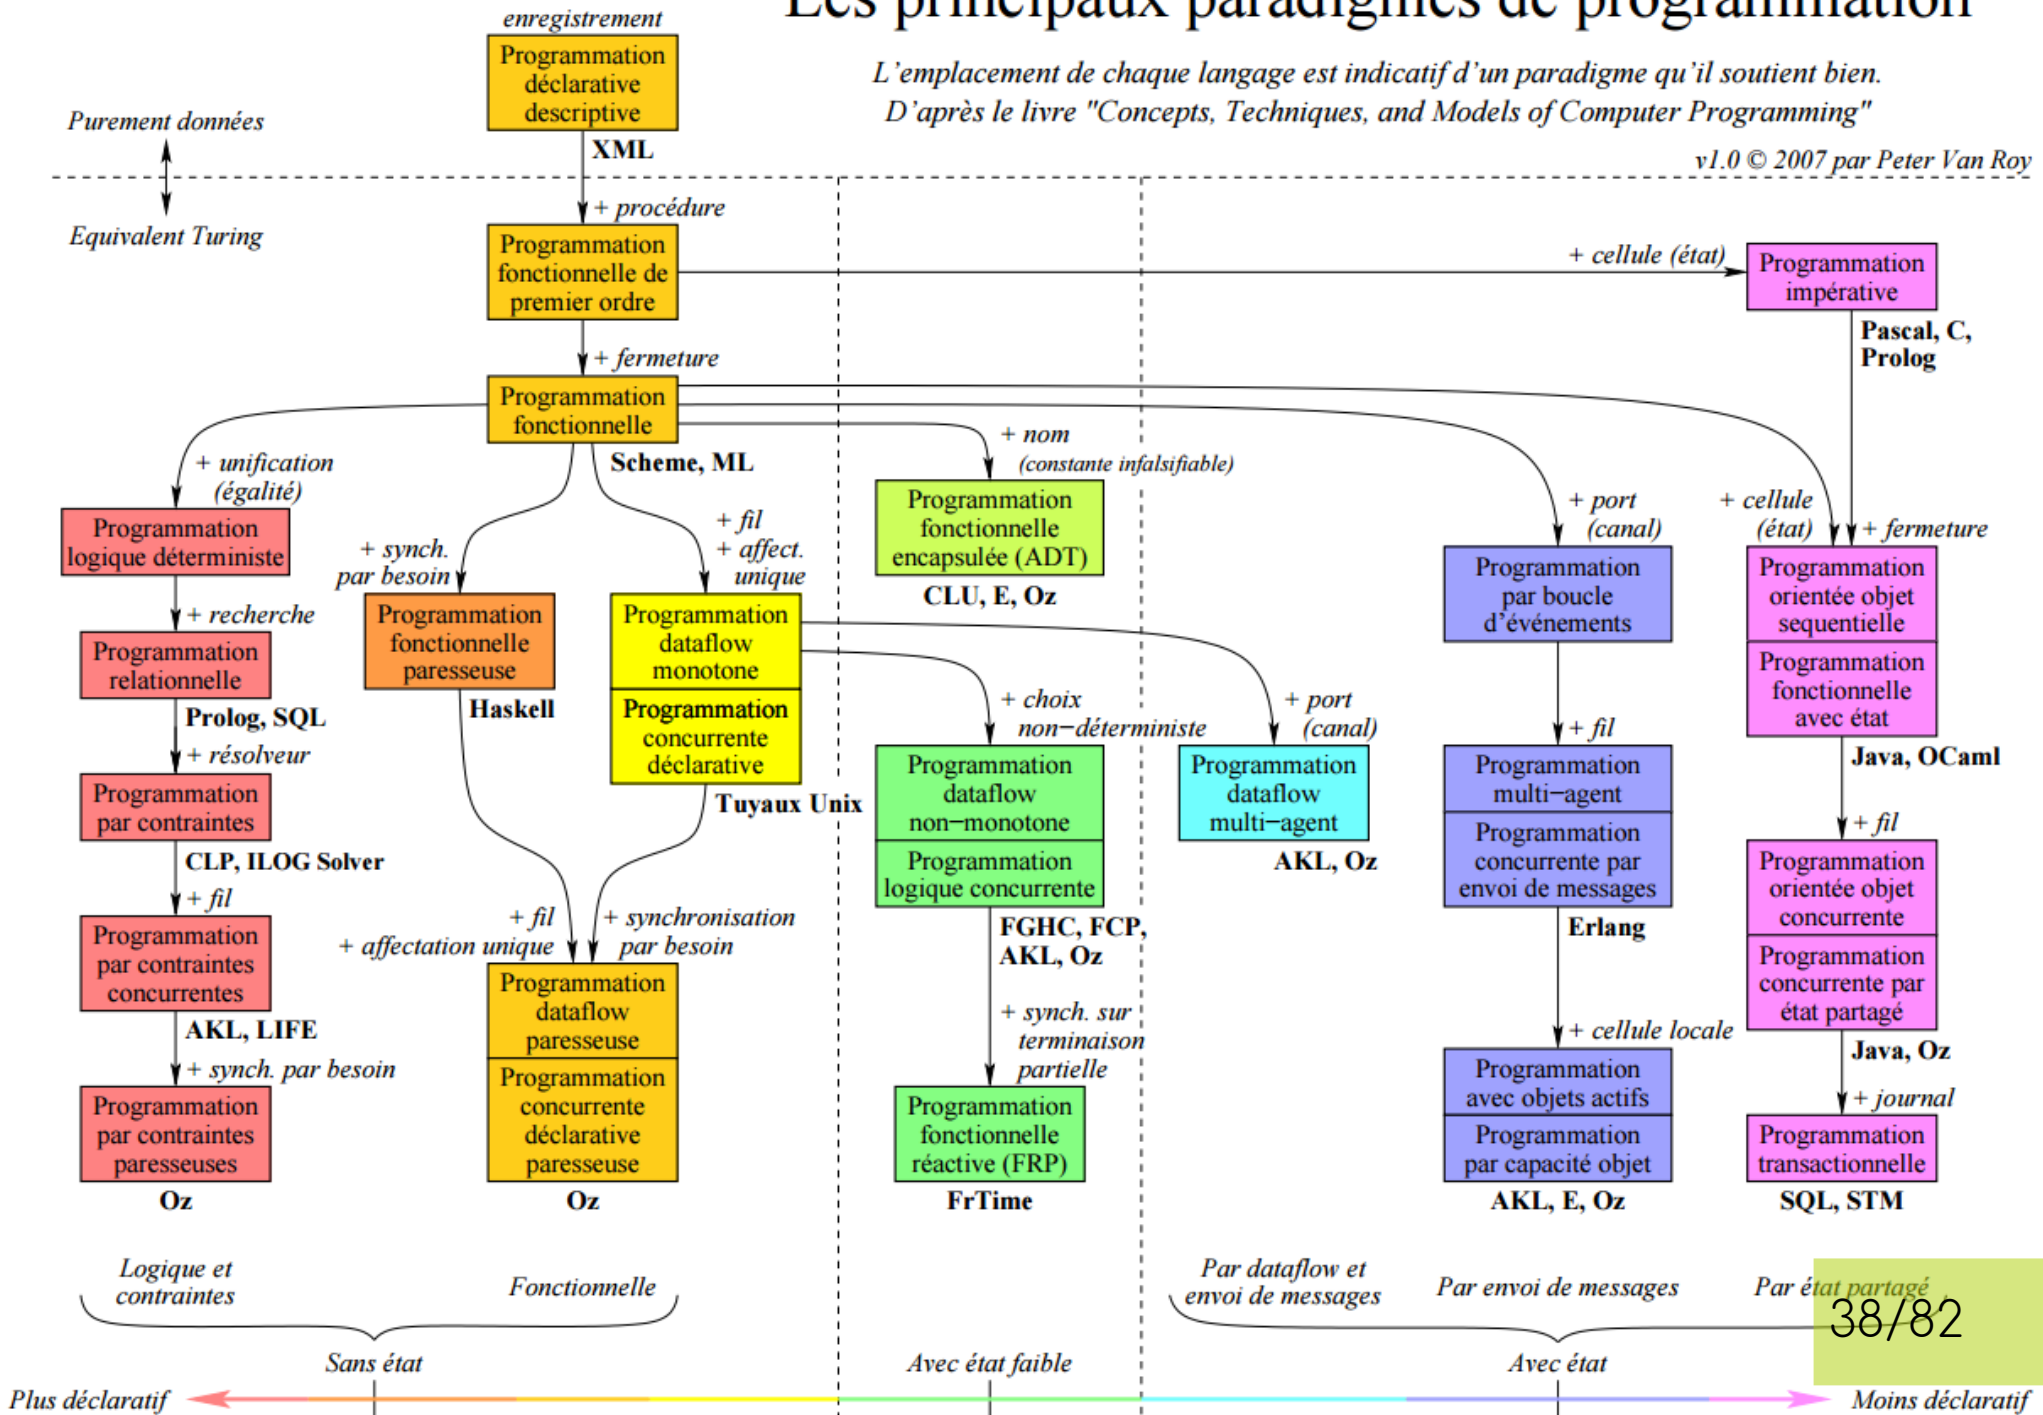 Les principaux paradigmes de programmation
enregistrement
Programmation
déclarative
descriptive
XML
L'emplacement de chaque langage est indicatif d'un paradigme qu'il soutient bien.
D'après le livre "Concepts, Techniques, and Models of Computer Programming"
v1.0 © 2007 par Peter Van Roy
Purement données
Equivalent Turing
+ procédure
Programmation
fonctionnelle de
premier ordre
+ cellule (état)
Programmation
impérative
Pascal, C,
Prolog
+ fermeture
Programmation
fonctionnelle
Scheme, ML
+ unification
(égalité)
Programmation
logique déterministe
+ recherche
Programmation
relationnelle
Prolog, SQL
+ résolveur
Programmation
par contraintes
CLP, ILOG Solver
+ fil
Programmation
par contraintes
concurrentes
AKL, LIFE
+ synch. par besoin
Programmation
par contraintes
paresseuses
Oz
+ synch.
par besoin
Programmation
fonctionnelle
paresseuse
Haskell
+ fil
+ affect.
unique
Programmation
dataflow
monotone
Programmation
concurrente
déclarative
Tuyaux Unix
+ fil
+ affectation unique
+ synchronisation
par besoin
Programmation
dataflow
paresseuse
Programmation
concurrente
déclarative
paresseuse
Oz
+ nom
(constante infalsifiable)
Programmation
fonctionnelle
encapsulée (ADT)
CLU, E, Oz
+ choix
non−déterministe
Programmation
dataflow
non−monotone
Programmation
logique concurrente
FGHC, FCP,
AKL, Oz
+ synch. sur
terminaison
partielle
Programmation
fonctionnelle
réactive (FRP)
FrTime
+ port
(canal)
Programmation
dataflow
multi−agent
AKL, Oz
+ port
(canal)
Programmation
par boucle
d'événements
+ fil
Programmation
multi−agent
Programmation
concurrente par
envoi de messages
Erlang
+ cellule locale
Programmation
avec objets actifs
Programmation
par capacité objet
AKL, E, Oz
+ cellule
(état)
+ fermeture
Programmation
orientée objet
sequentielle
Programmation
fonctionnelle
avec état
Java, OCaml
+ fil
Programmation
orientée objet
concurrente
Programmation
concurrente par
état partagé
Java, Oz
+ journal
Programmation
transactionnelle
SQL, STM
Logique et
contraintes
Fonctionnelle
Par dataflow et
envoi de messages
Par envoi de messages
Par état partagé
38/82
Sans état
Avec état faible
Avec état
Plus déclaratif
Moins déclaratif